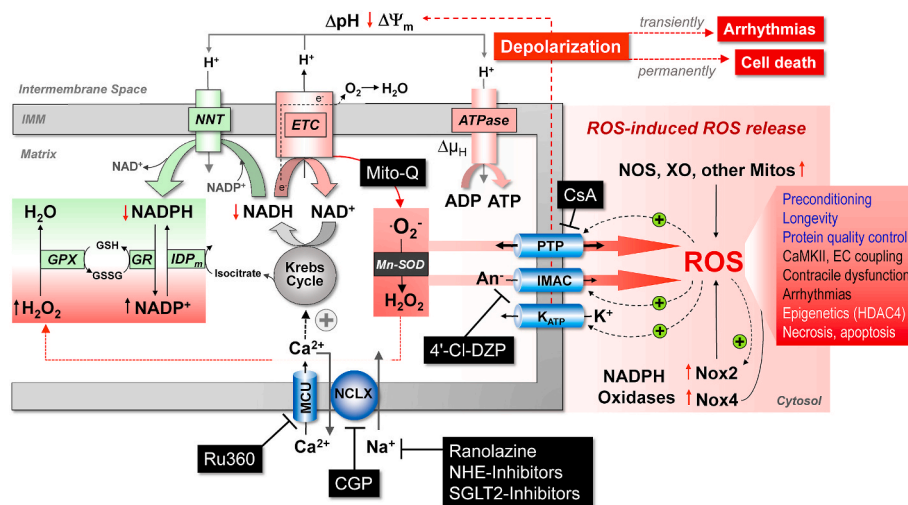 ΔpH ↓ ΔΨm
Depolarization
transiently
Arrhythmias
permanently
Cell death
H⁺
H⁺
H⁺
Intermembrane Space
O₂→H₂O
e⁻
IMM
NNT
ETC
ATPase
Matrix
ΔμH
NAD⁺
NADP⁺
e⁻
Mito-Q
ADP ATP
H₂O
↓NADPH
↓NADH
NAD⁺
·O₂⁻
GSH
GPX
GR
IDPm
GSSG
Isocitrate
Krebs
Cycle
Mn-SOD
↑H₂O₂
↑NADP⁺
H₂O₂
+
Ca²⁺
MCU
NCLX
Ca²⁺
Na⁺
Ru360
CGP
Ranolazine
NHE-Inhibitors
SGLT2-Inhibitors
CsA
PTP
An⁻
IMAC
KATP
K⁺
4'-Cl-DZP
ROS-induced ROS release
NOS, XO, other Mitos ↑
+
ROS
+
+
+
NADPH
Oxidases
↑ Nox2
↑ Nox4
Cytosol
Preconditioning
Longevity
Protein quality control
CaMKII, EC coupling
Contracile dysfunction
Arrhythmias
Epigenetics (HDAC4)
Necrosis, apoptosis